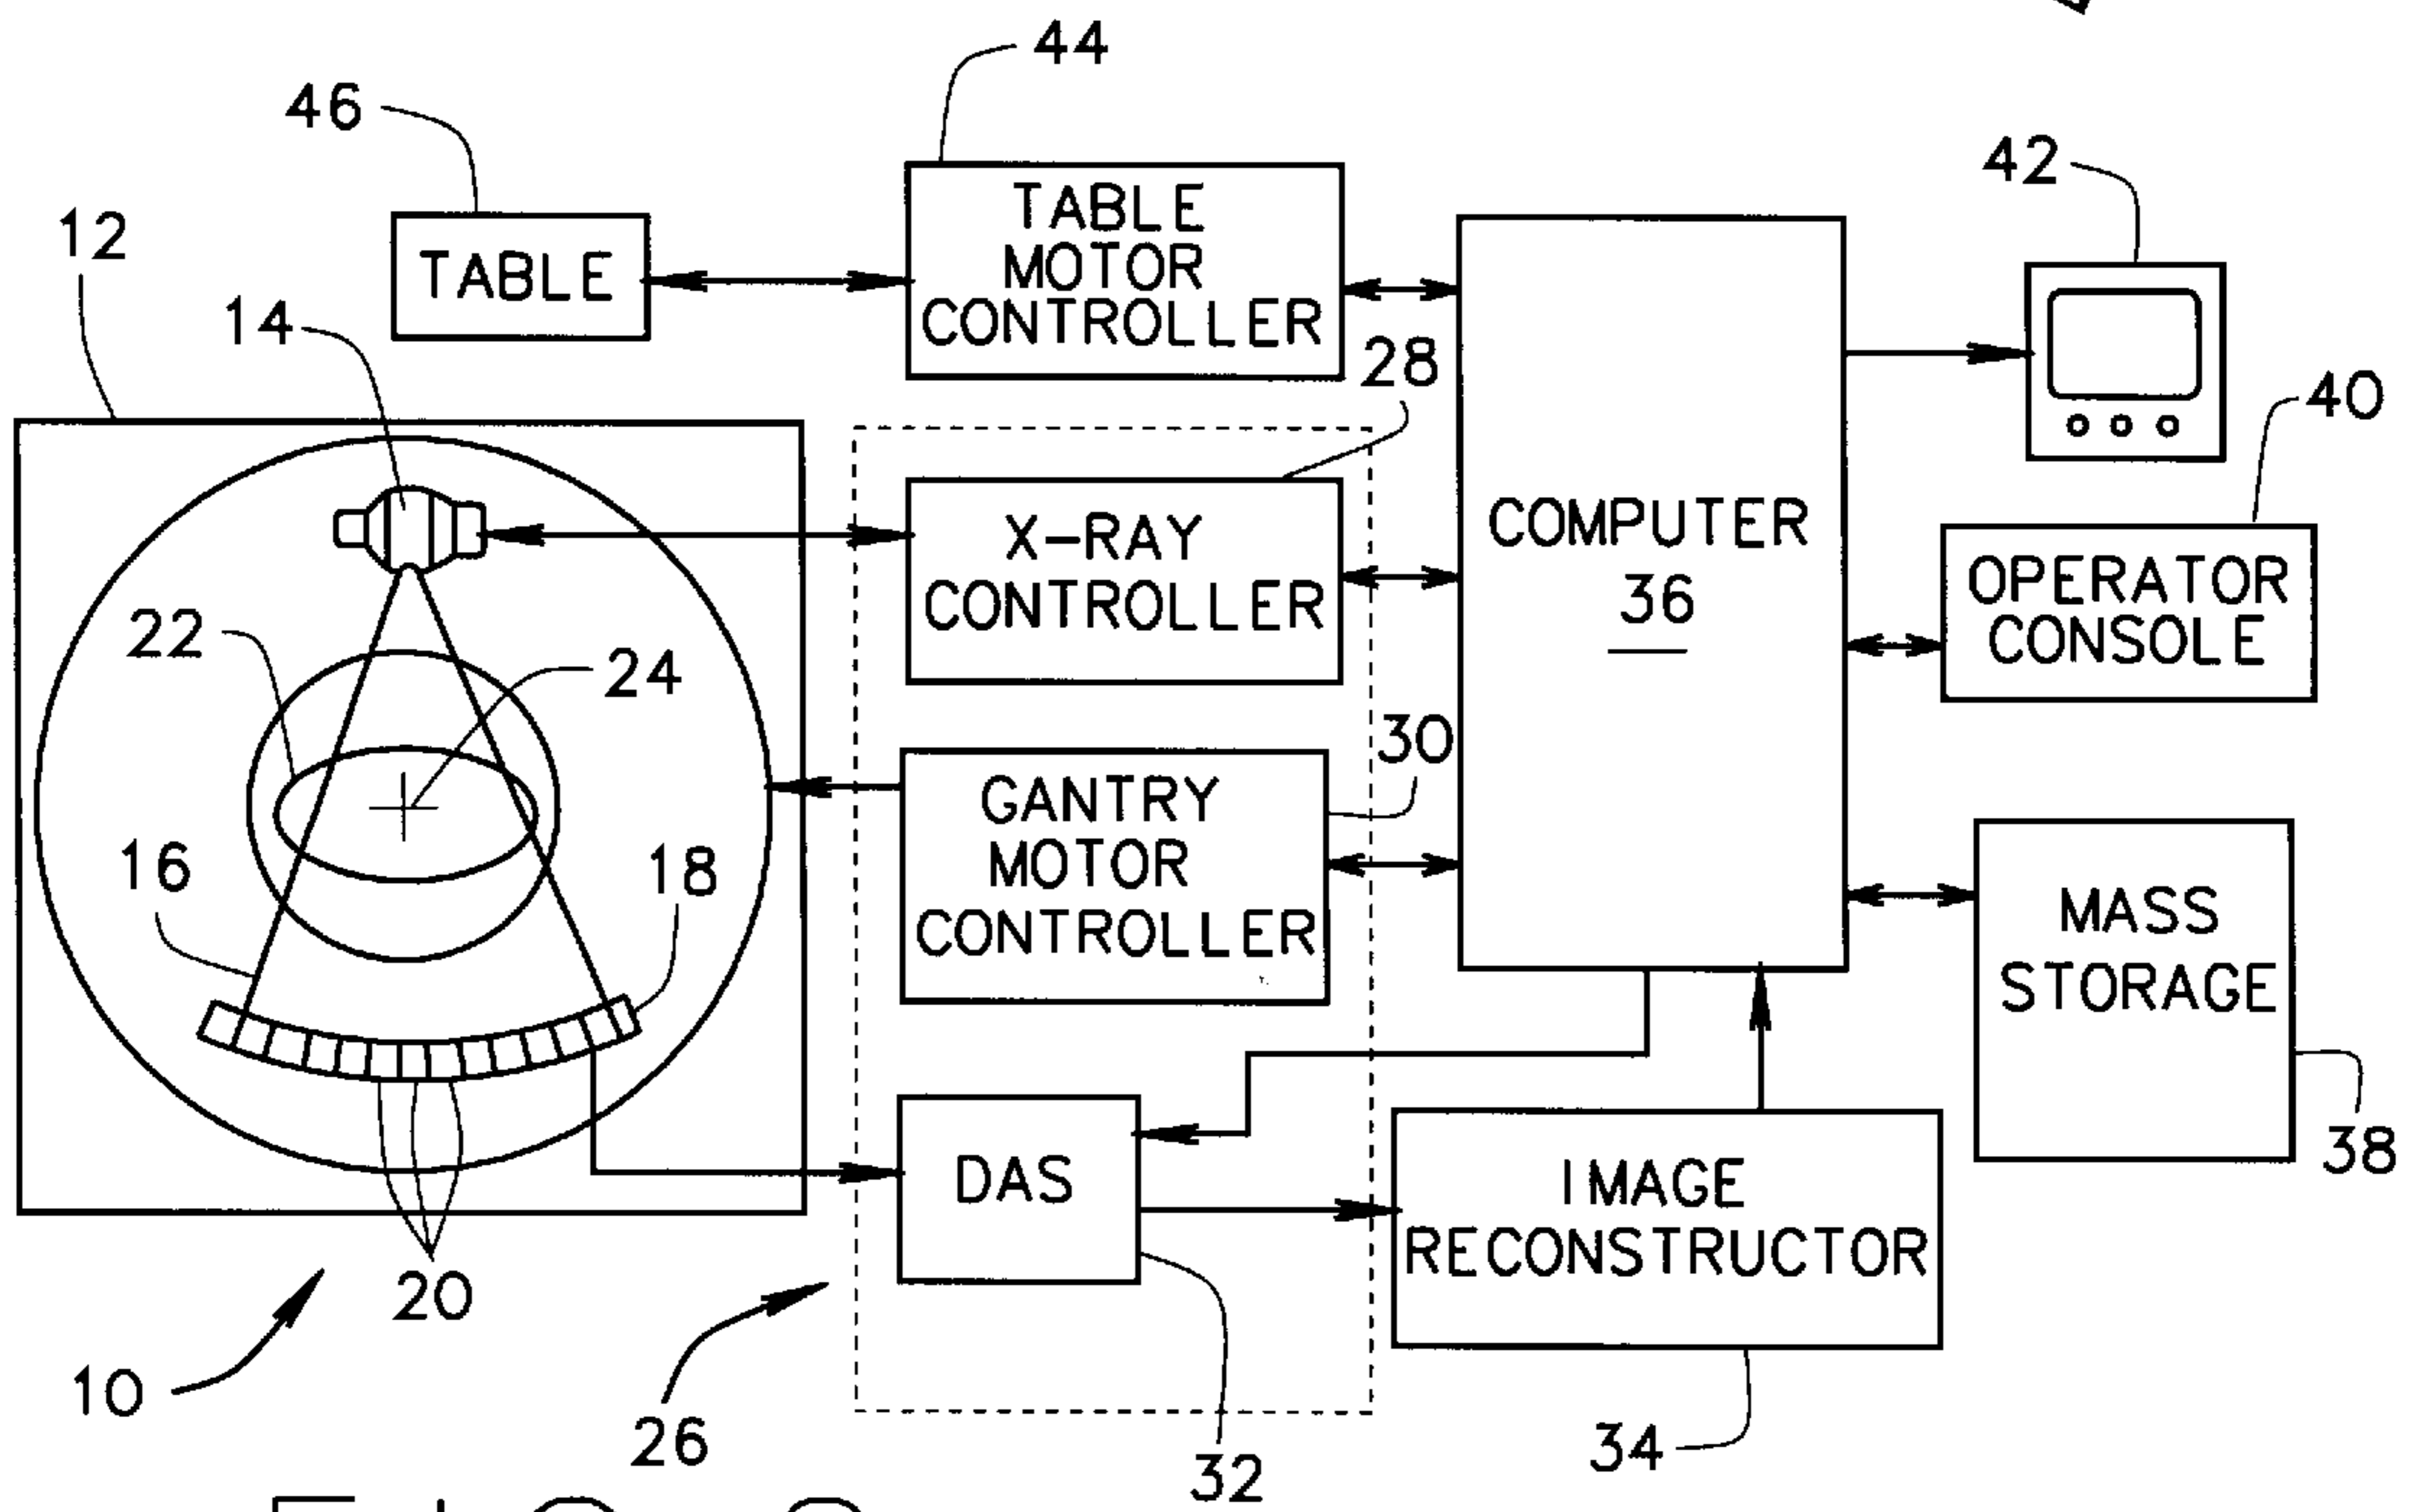 44
46
42
12
TABLE
MOTOR
CONTROLLER
TABLE
14
28
40
COMPUTER
36
X-RAY
CONTROLLER
OPERATOR
CONSOLE
22
24
30
GANTRY
MOTOR
CONTROLLER
16
18
MASS
STORAGE
38
DAS
IMAGE
RECONSTRUCTOR
20
10
26
32
34